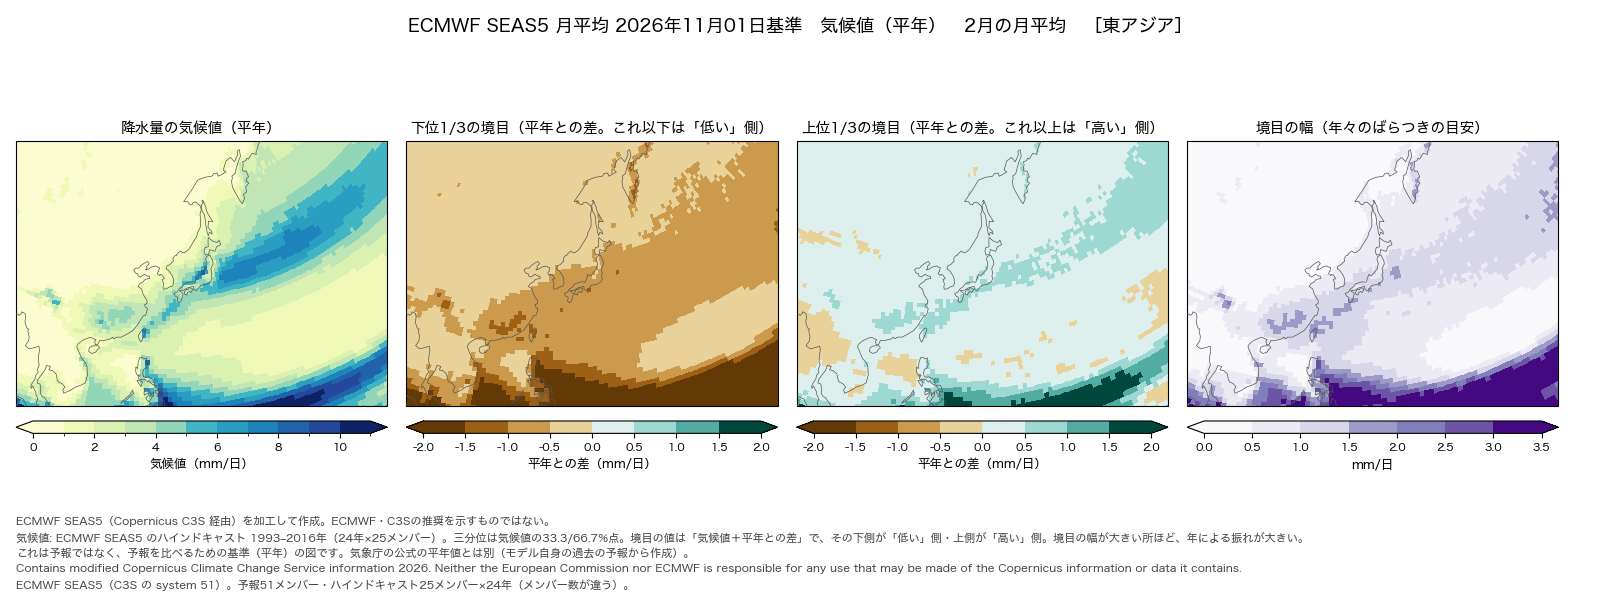 ECMWF SEAS5 月平均 2026年11月01日基準　気候値（平年）　2月の月平均　［東アジア］
降水量の気候値（平年）
下位1/3の境目（平年との差。これ以下は「低い」側）
上位1/3の境目（平年との差。これ以上は「高い」側）
境目の幅（年々のばらつきの目安）
0 2 4 6 8 10
気候値（mm/日）
-2.0 -1.5 -1.0 -0.5 0.0 0.5 1.0 1.5 2.0
平年との差（mm/日）
-2.0 -1.5 -1.0 -0.5 0.0 0.5 1.0 1.5 2.0
平年との差（mm/日）
0.0 0.5 1.0 1.5 2.0 2.5 3.0 3.5
mm/日
ECMWF SEAS5（Copernicus C3S 経由）を加工して作成。ECMWF・C3Sの推奨を示すものではない。
気候値: ECMWF SEAS5 のハインドキャスト 1993–2016年（24年×25メンバー）。三分位は気候値の33.3/66.7%点。境目の値は「気候値＋平年との差」で、その下側が「低い」側・上側が「高い」側。境目の幅が大きい所ほど、年による振れが大きい。
これは予報ではなく、予報を比べるための基準（平年）の図です。気象庁の公式の平年値とは別（モデル自身の過去の予報から作成）。
Contains modified Copernicus Climate Change Service information 2026. Neither the European Commission nor ECMWF is responsible for any use that may be made of the Copernicus information or data it contains.
ECMWF SEAS5（C3S の system 51）。予報51メンバー・ハインドキャスト25メンバー×24年（メンバー数が違う）。